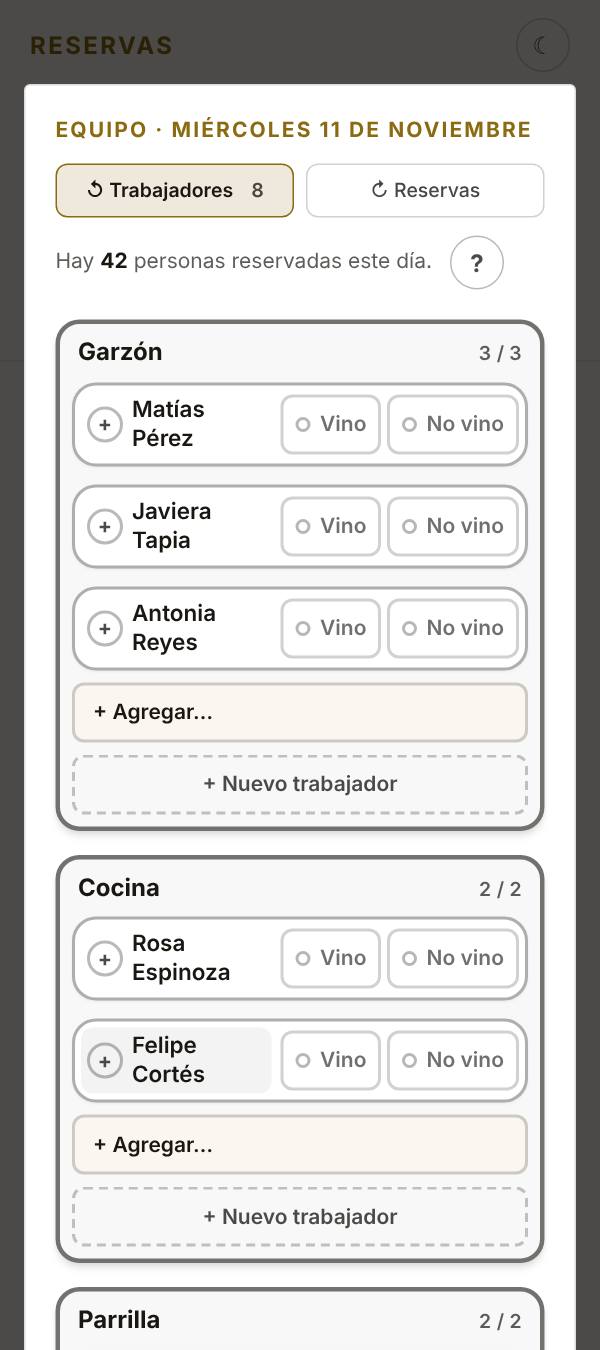 RESERVAS
☾
EQUIPO · MIÉRCOLES 11 DE NOVIEMBRE
↺ Trabajadores 8
↻ Reservas
Hay 42 personas reservadas este día. ?
Garzón 3 / 3
+ Matías
Pérez
Vino
No vino
+ Javiera
Tapia
Vino
No vino
+ Antonia
Reyes
Vino
No vino
+ Agregar...
+ Nuevo trabajador
Cocina 2 / 2
+ Rosa
Espinoza
Vino
No vino
+ Felipe
Cortés
Vino
No vino
+ Agregar...
+ Nuevo trabajador
Parrilla 2 / 2